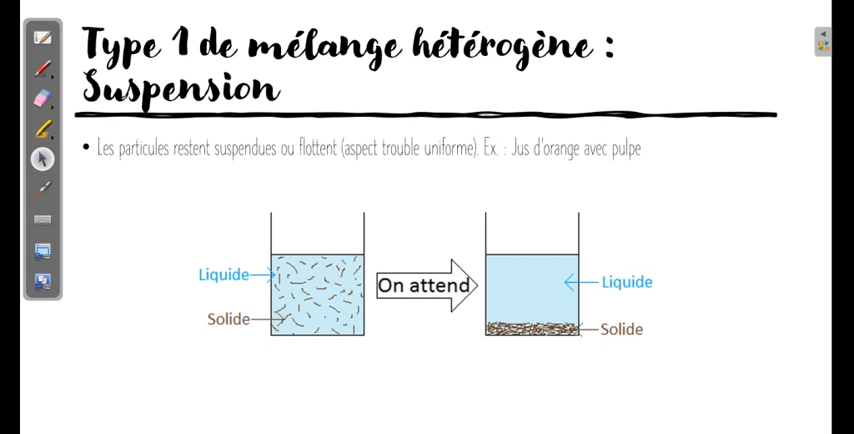 Type 1 de mélange hétérogène :
Suspension
• Les particules restent suspendues ou flottent (aspect trouble uniforme). Ex. : Jus d'orange avec pulpe
Liquide
Solide
On attend
Liquide
Solide